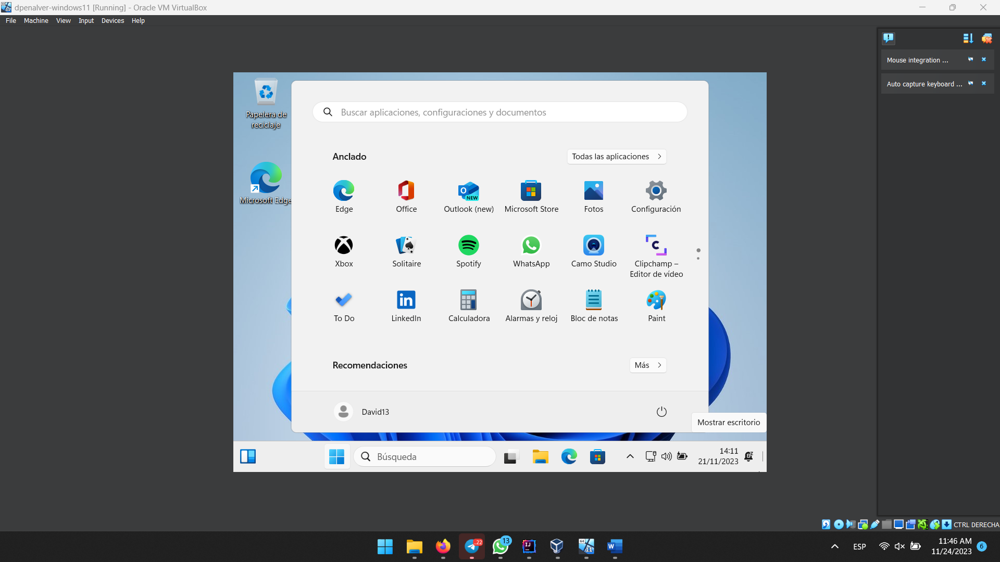 dpenalver-windows11 [Running] - Oracle VM VirtualBox
File Machine View Input Devices Help
Mouse integration ...
Auto capture keyboard ...
Papelera de
reciclaje
Microsoft Edge
Buscar aplicaciones, configuraciones y documentos
Anclado
Todas las aplicaciones
Edge
Office
Outlook (new)
Microsoft Store
Fotos
Configuración
Xbox
Solitaire
Spotify
WhatsApp
Camo Studio
Clipchamp –
Editor de vídeo
To Do
LinkedIn
Calculadora
Alarmas y reloj
Bloc de notas
Paint
Recomendaciones
Más
David13
Mostrar escritorio
Búsqueda
14:11
21/11/2023
CTRL DERECHA
..22
13
ESP
11:46 AM
11/24/2023
6